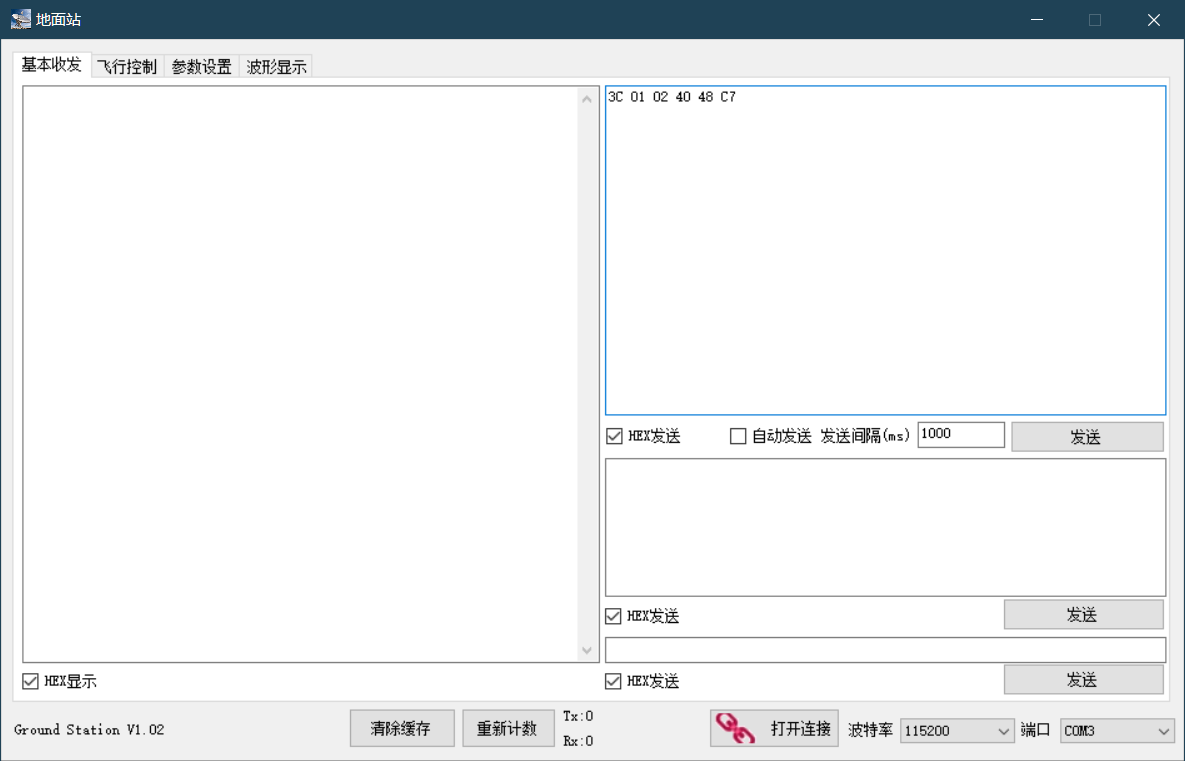 地面站
基本收发 飞行控制 参数设置 波形显示
3C 01 02 40 48 C7
HEX发送 自动发送 发送间隔(ms) 1000 发送
HEX发送 发送
HEX显示 HEX发送 发送
Ground Station V1.02 清除缓存 重新计数 Tx:0 打开连接 波特率 115200 端口 COM3
Rx:0